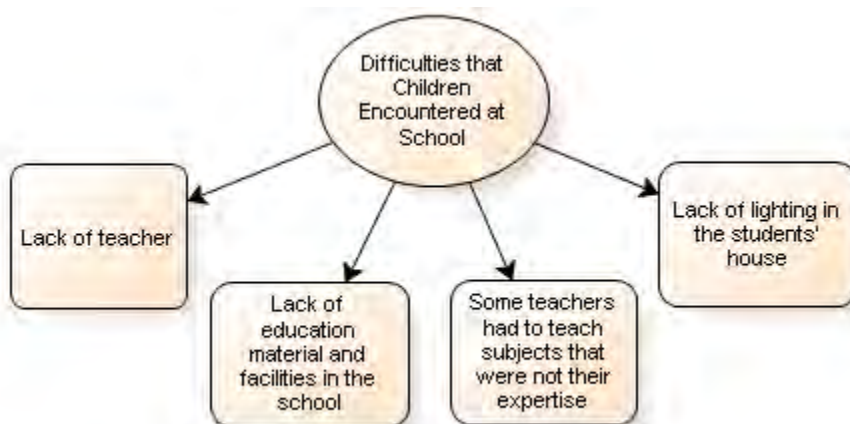 Difficulties that
Children
Encountered at
School
Lack of teacher
Lack of
education
material and
facilities in the
school
Some teachers
had to teach
subjects that
were not their
expertise
Lack of lighting in
the students'
house